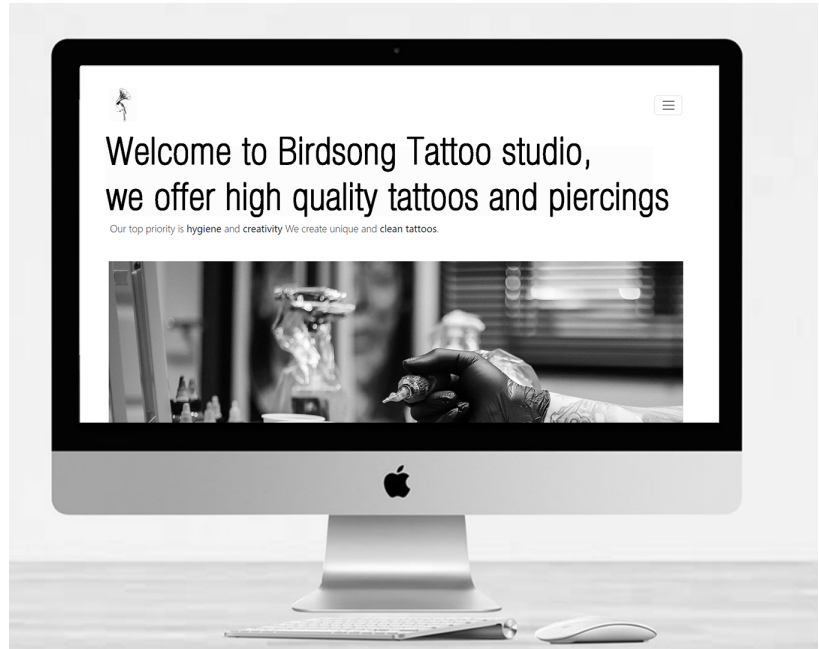 Welcome to Birdsong Tattoo studio,
we offer high quality tattoos and piercings
Our top priority is hygiene and creativity We create unique and clean tattoos.